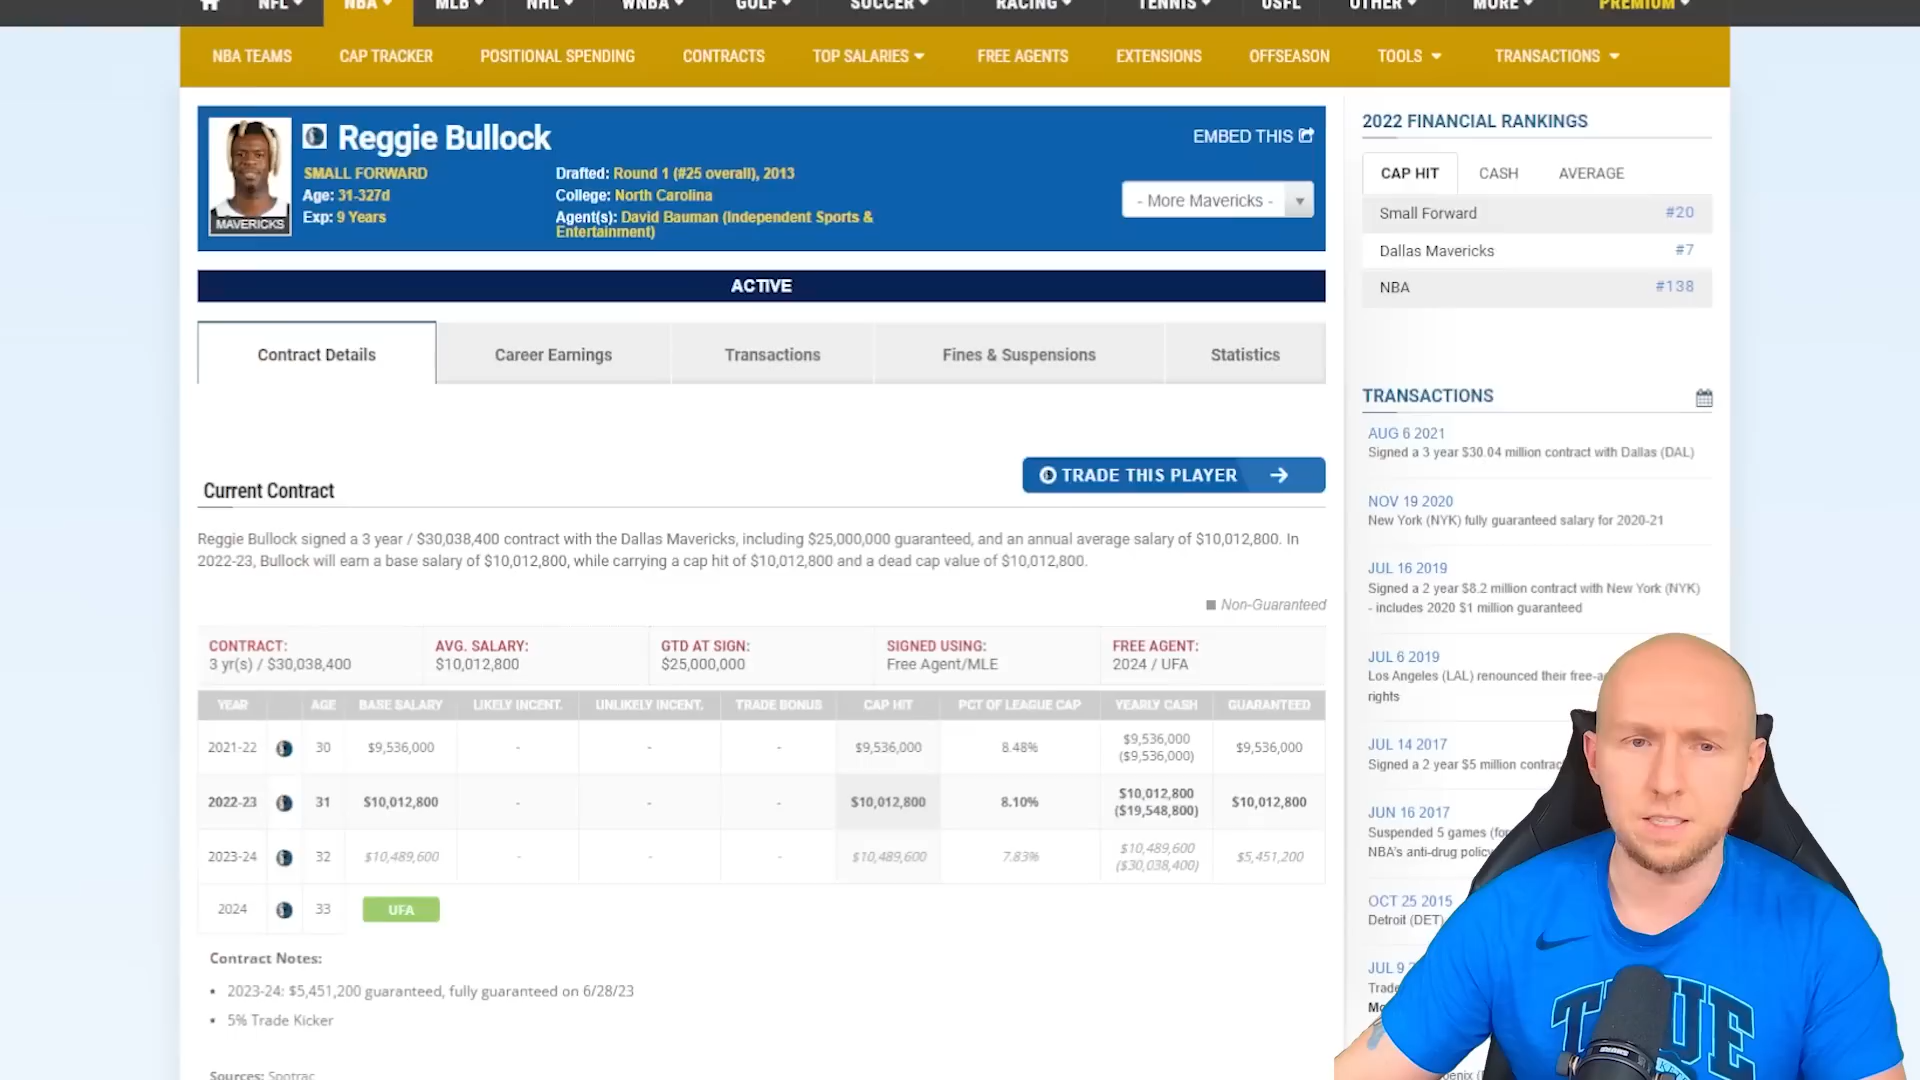 NFL
NBA
MLB
NHL
WNBA
GOLF
SOCCER
RACING
TENNIS
USFL
OTHER
MORE
PREMIUM
NBA TEAMS
CAP TRACKER
POSITIONAL SPENDING
CONTRACTS
TOP SALARIES
FREE AGENTS
EXTENSIONS
OFFSEASON
TOOLS
TRANSACTIONS
MAVERICKS
Reggie Bullock
SMALL FORWARD
Age: 31-327d
Exp: 9 Years
Drafted: Round 1 (#25 overall), 2013
College: North Carolina
Agent(s): David Bauman (Independent Sports &
Entertainment)
EMBED THIS
- More Mavericks -
ACTIVE
Contract Details
Career Earnings
Transactions
Fines & Suspensions
Statistics
TRADE THIS PLAYER
Current Contract
Reggie Bullock signed a 3 year / $30,038,400 contract with the Dallas Mavericks, including $25,000,000 guaranteed, and an annual average salary of $10,012,800. In
2022-23, Bullock will earn a base salary of $10,012,800, while carrying a cap hit of $10,012,800 and a dead cap value of $10,012,800.
Non-Guaranteed
CONTRACT: AVG. SALARY: GTD AT SIGN: SIGNED USING: FREE AGENT:
3 yr(s) / $30,038,400 $10,012,800 $25,000,000 Free Agent/MLE 2024 / UFA
YEAR AGE BASE SALARY LIKELY INCENT. UNLIKELY INCENT. TRADE BONUS CAP HIT PCT OF LEAGUE CAP YEARLY CASH GUARANTEED
2021-22 30 $9,536,000 - - - $9,536,000 8.48% $9,536,000 ($9,536,000) $9,536,000
2022-23 31 $10,012,800 - - - $10,012,800 8.10% $10,012,800 ($19,548,800) $10,012,800
2023-24 32 $10,489,600 - - - $10,489,600 7.83% $10,489,600 ($30,038,400) $5,451,200
2024 33 UFA
Contract Notes:
• 2023-24: $5,451,200 guaranteed, fully guaranteed on 6/28/23
• 5% Trade Kicker
Sources: Spotrac
2022 FINANCIAL RANKINGS
CAP HIT
CASH
AVERAGE
Small Forward #20
Dallas Mavericks #7
NBA #138
TRANSACTIONS
AUG 6 2021
Signed a 3 year $30.04 million contract with Dallas (DAL)
NOV 19 2020
New York (NYK) fully guaranteed salary for 2020-21
JUL 16 2019
Signed a 2 year $8.2 million contract with New York (NYK)
- includes 2020 $1 million guaranteed
JUL 6 2019
Los Angeles (LAL) renounced their free-a
rights
JUL 14 2017
Signed a 2 year $5 million contrac
JUN 16 2017
Suspended 5 games (for
NBA's anti-drug policy
OCT 25 2015
Detroit (DET)
JUL 9
Trade